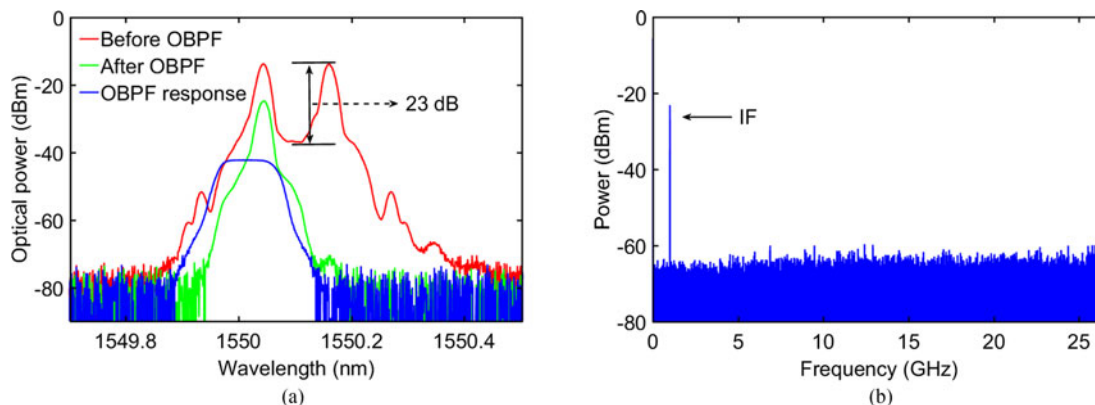 0
-20
-40
-60
-80
Optical power (dBm)
Before OBPF
After OBPF
OBPF response
23 dB
1549.8
1550
1550.2
1550.4
Wavelength (nm)
(a)
0
-20
-40
-60
-80
Power (dBm)
IF
0
5
10
15
20
25
Frequency (GHz)
(b)